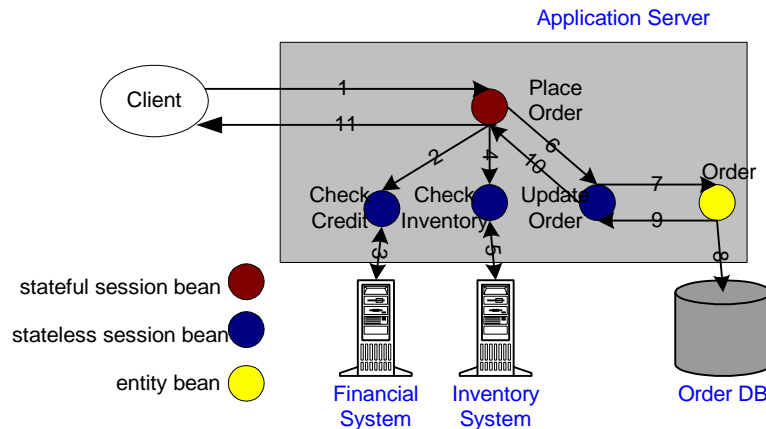 Application Server
Client
1
Place
Order
11
2
4
10
6
Order
7
Check
Credit
Check
Inventory
Update
Order
9
3
5
8
stateful session bean
stateless session bean
entity bean
Financial
System
Inventory
System
Order DB